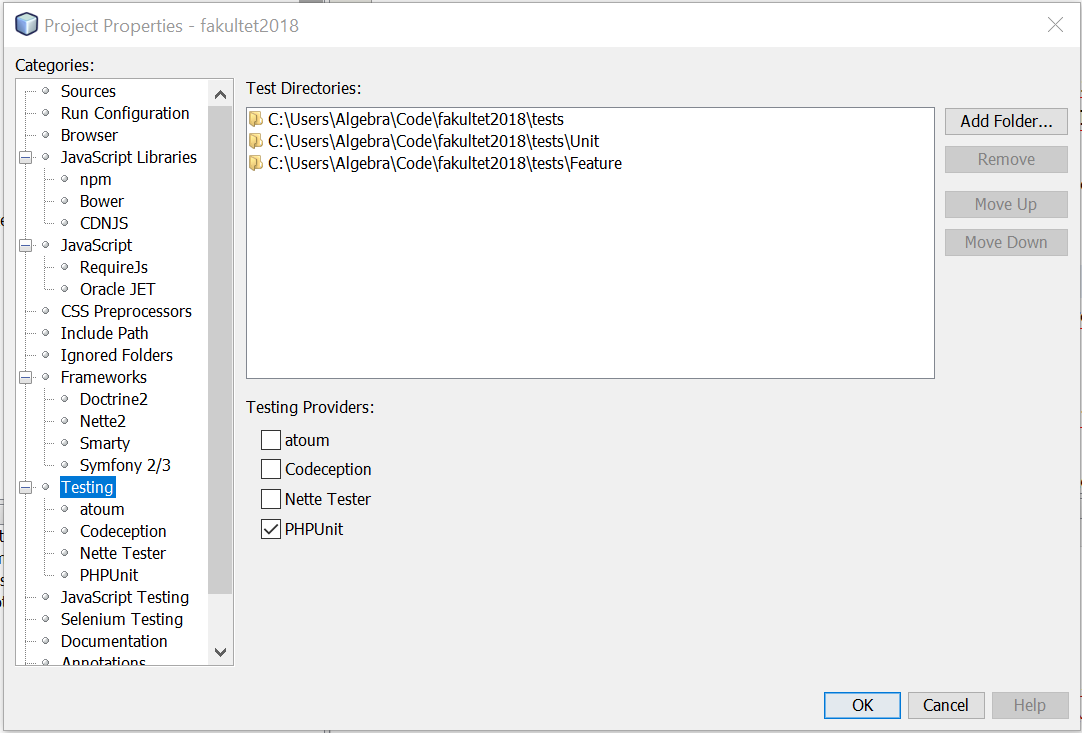 Project Properties - fakultet2018
Categories:
Sources
Run Configuration
Browser
JavaScript Libraries
npm
Bower
CDNJS
JavaScript
RequireJs
Oracle JET
CSS Preprocessors
Include Path
Ignored Folders
Frameworks
Doctrine2
Nette2
Smarty
Symfony 2/3
Testing
atoum
Codeception
Nette Tester
PHPUnit
JavaScript Testing
Selenium Testing
Documentation
Annotations
Test Directories:
C:\Users\Algebra\Code\fakultet2018\tests
C:\Users\Algebra\Code\fakultet2018\tests\Unit
C:\Users\Algebra\Code\fakultet2018\tests\Feature
Add Folder...
Remove
Move Up
Move Down
Testing Providers:
atoum
Codeception
Nette Tester
PHPUnit
OK
Cancel
Help